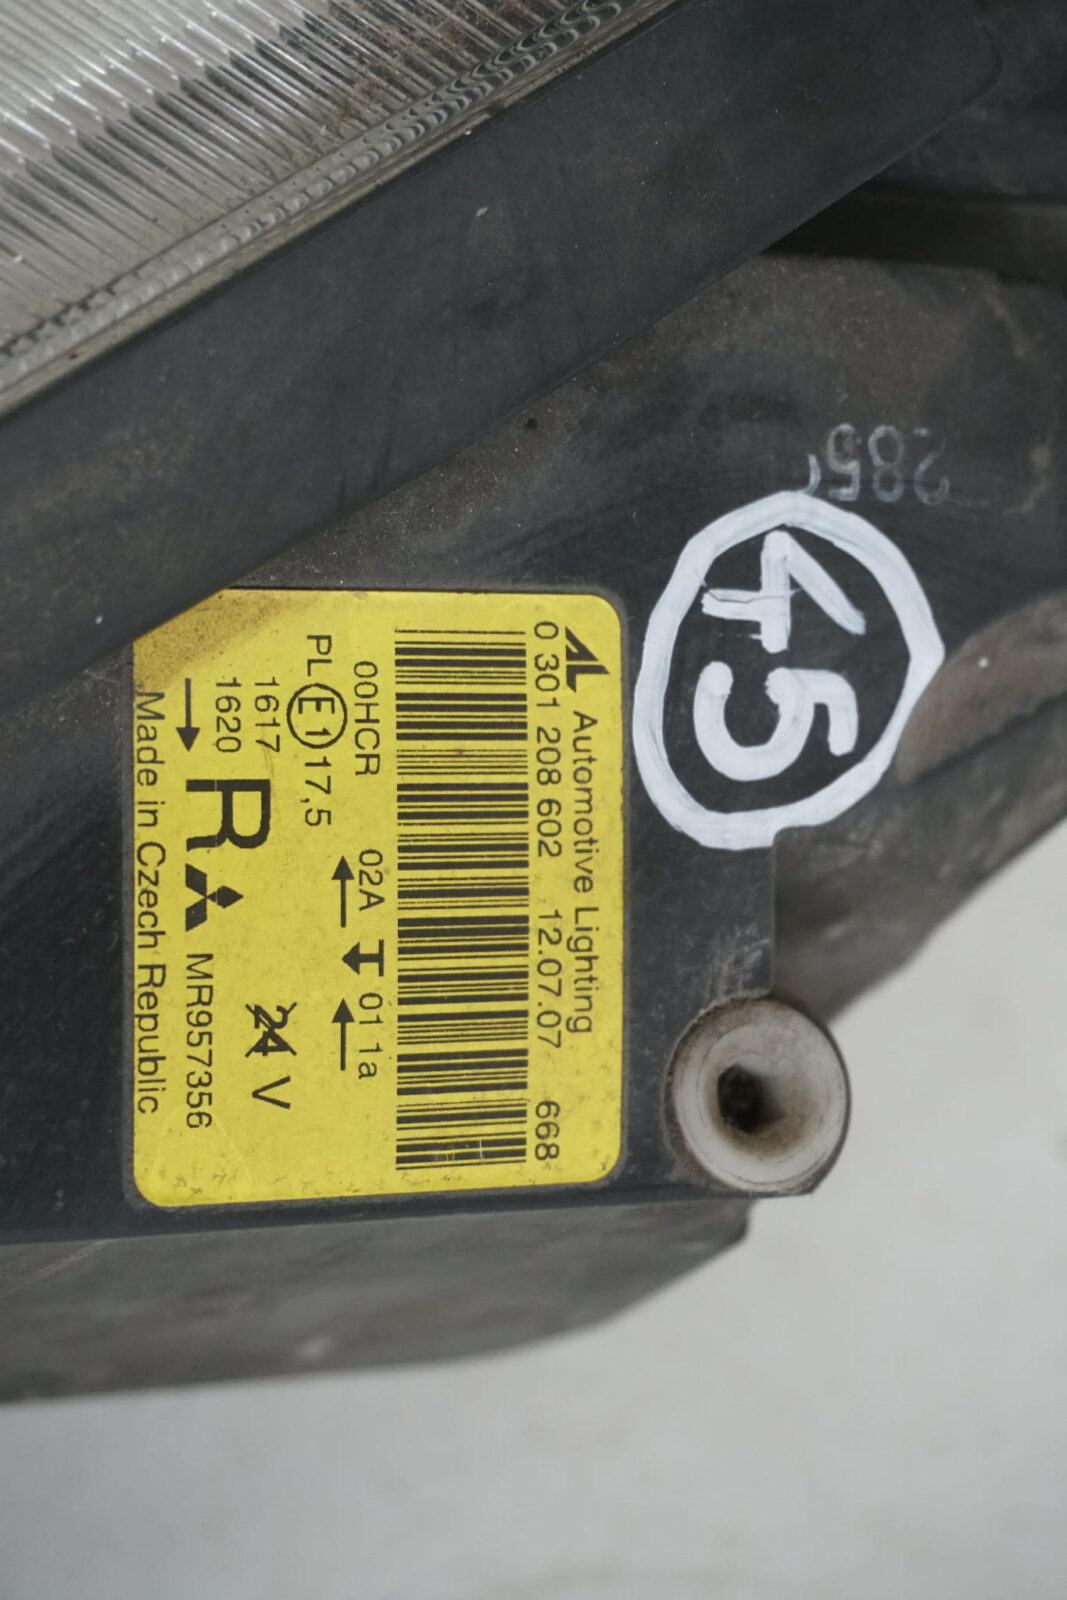 AL Automotive Lighting
0 301 208 602 12.07.07 668
00HCR 02A 01 1a
PL E1 17,5
1617 24 V
1620 R MR957356
Made in Czech Republic
45
285